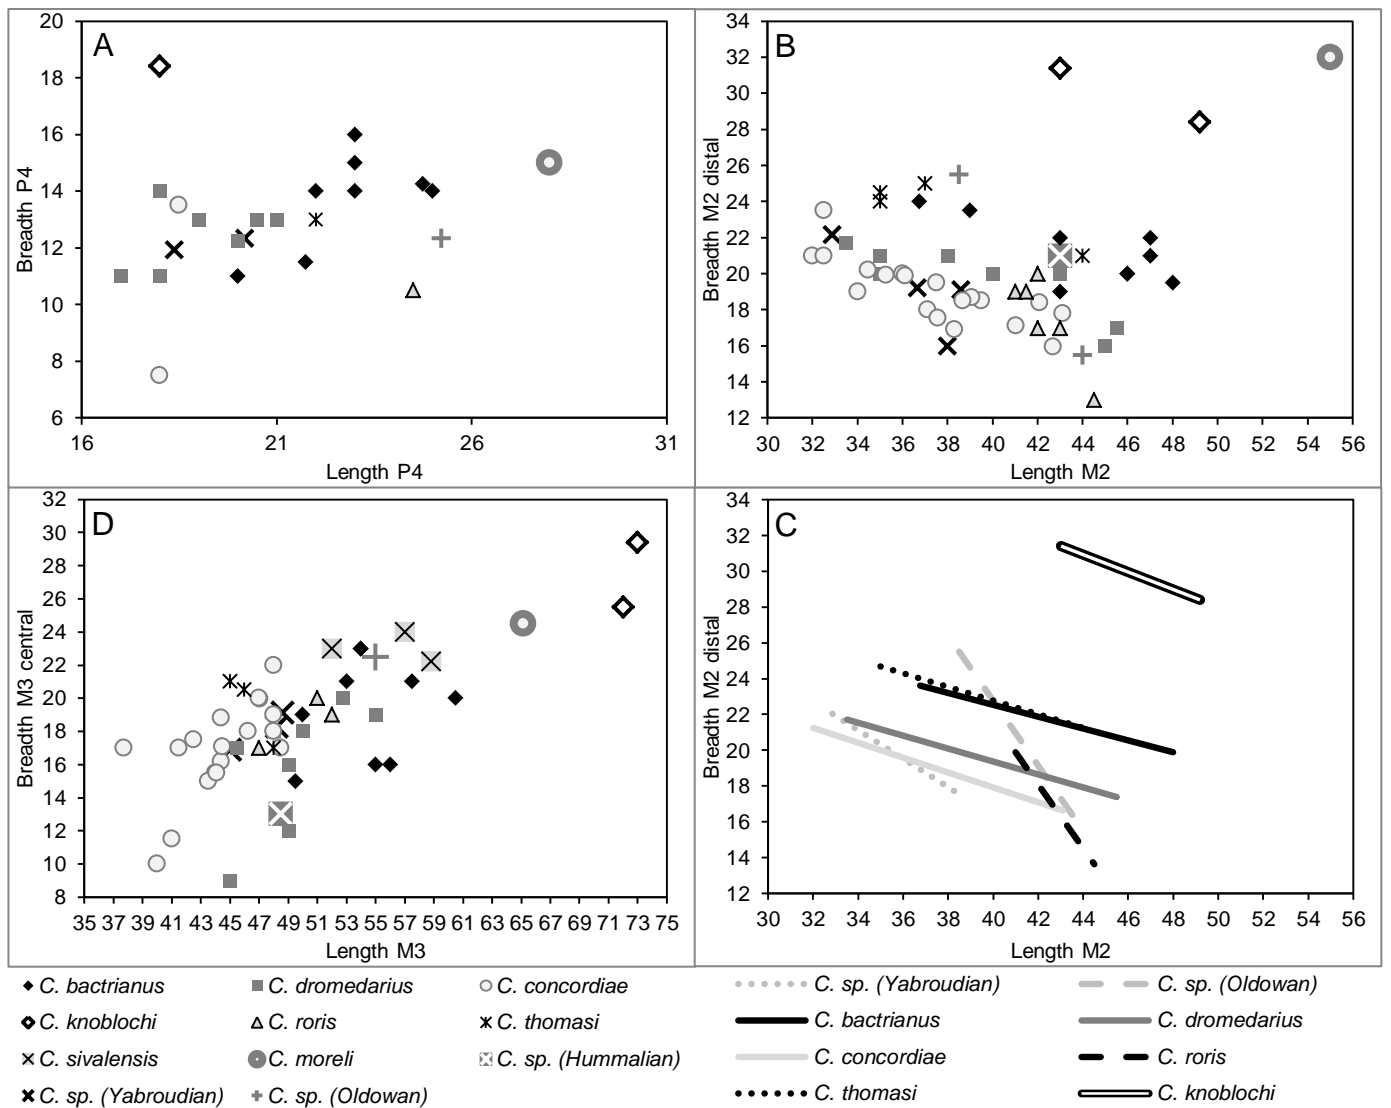 A
20
18
16
14
12
10
8
6
Breadth P4
16 21 26 31
Length P4
B
34
32
30
28
26
24
22
20
18
16
14
12
Breadth M2 distal
30 32 34 36 38 40 42 44 46 48 50 52 54 56
Length M2
D
32
30
28
26
24
22
20
18
16
14
12
10
8
Breadth M3 central
35 37 39 41 43 45 47 49 51 53 55 57 59 61 63 65 67 69 71 73 75
Length M3
C
34
32
30
28
26
24
22
20
18
16
14
12
Breadth M2 distal
30 32 34 36 38 40 42 44 46 48 50 52 54 56
Length M2
C. bactrianus C. dromedarius C. concordiae
C. knoblochi C. roris C. thomasi
C. sivalensis C. moreli C. sp. (Hummalian)
C. sp. (Yabroudian) C. sp. (Oldowan)
C. sp. (Yabroudian) C. sp. (Oldowan)
C. bactrianus C. dromedarius
C. concordiae C. roris
C. thomasi C. knoblochi